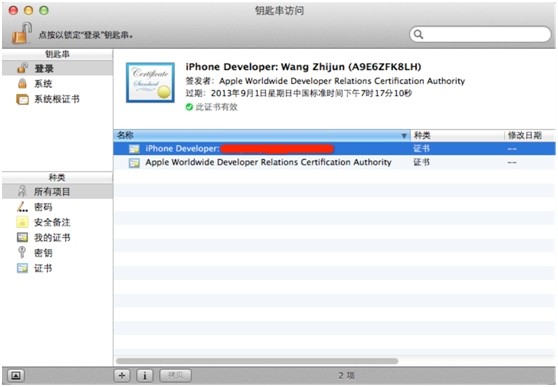 钥匙串访问
点按以锁定“登录”钥匙串。
钥匙串
登录
系统
系统根证书
iPhone Developer: Wang Zhijun (A9E6ZFK8LH)
签发者: Apple Worldwide Developer Relations Certification Authority
过期: 2013年9月1日星期日中国标准时间下午7时17分10秒
此证书有效
名称 种类 修改日期
iPhone Developer: 证书 --
Apple Worldwide Developer Relations Certification Authority 证书 --
种类
所有项目
密码
安全备注
我的证书
密钥
证书
拷贝
2 项